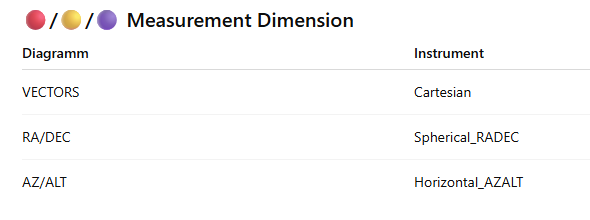 🔴/🟡/🟣 Measurement Dimension
Diagramm Instrument
VECTORS Cartesian
RA/DEC Spherical_RADEC
AZ/ALT Horizontal_AZALT